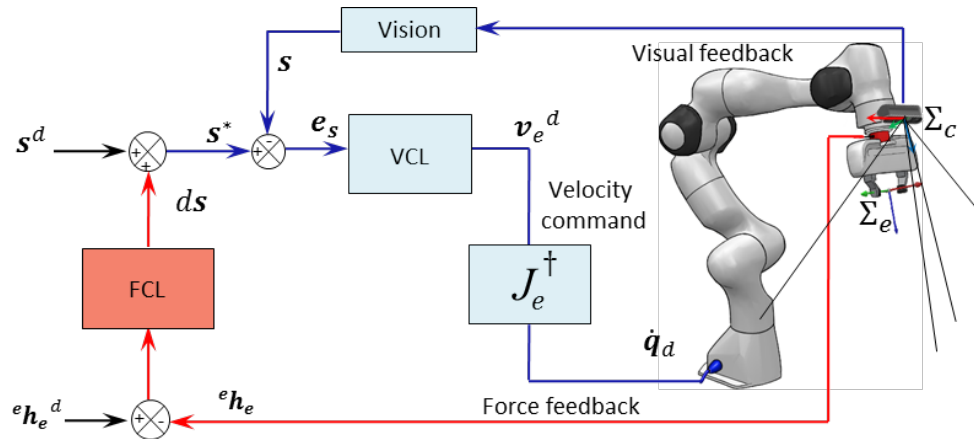 Vision
Visual feedback
s
s^d
+
+
s*
+
-
e_s
VCL
v_e^d
Σ_c
Velocity
command
Σ_e
ds
FCL
J_e^†
q̇_d
^e h_e^d
+
-
^e h_e
Force feedback